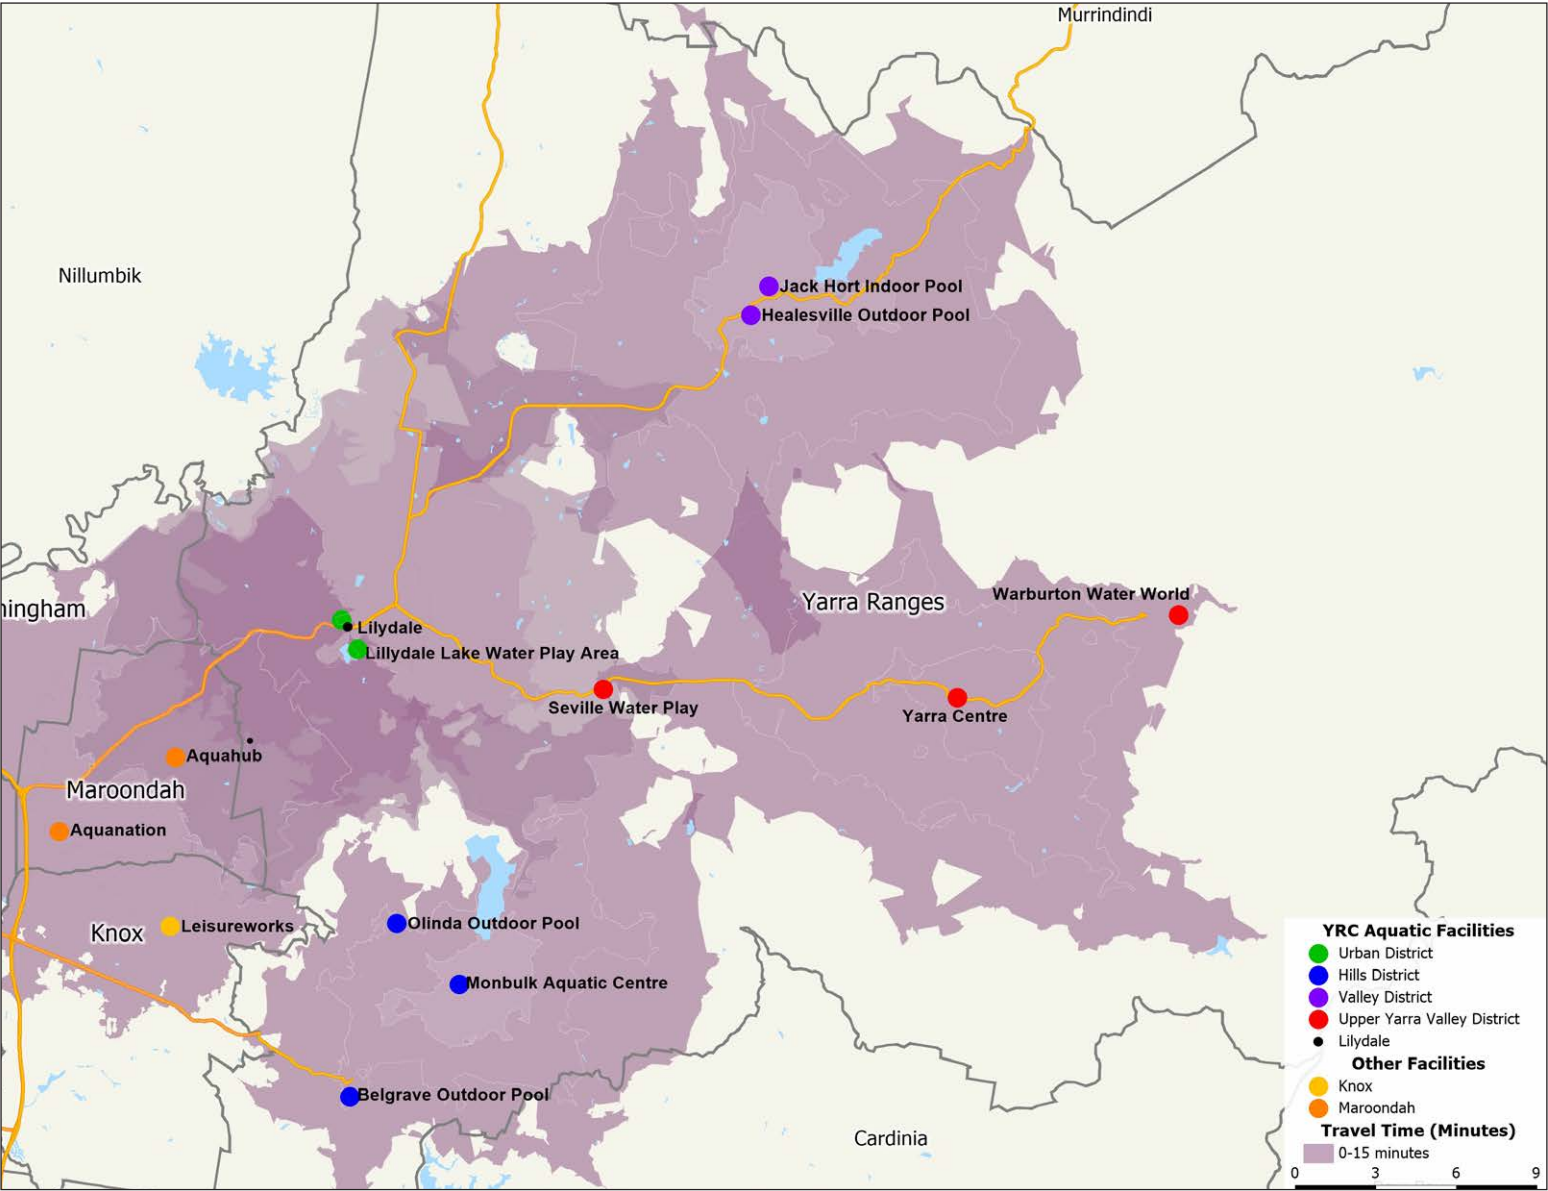 Murrindindi
Nillumbik
Jack Hort Indoor Pool
Healesville Outdoor Pool
ningham
Yarra Ranges
Warburton Water World
Lilydale
Lillydale Lake Water Play Area
Seville Water Play
Yarra Centre
Aquahub
Maroondah
Aquanation
Olinda Outdoor Pool
Leisureworks
Knox
Monbulk Aquatic Centre
Belgrave Outdoor Pool
Cardinia
YRC Aquatic Facilities
Urban District
Hills District
Valley District
Upper Yarra Valley District
Lilydale
Other Facilities
Knox
Maroondah
Travel Time (Minutes)
0-15 minutes
0 3 6 9